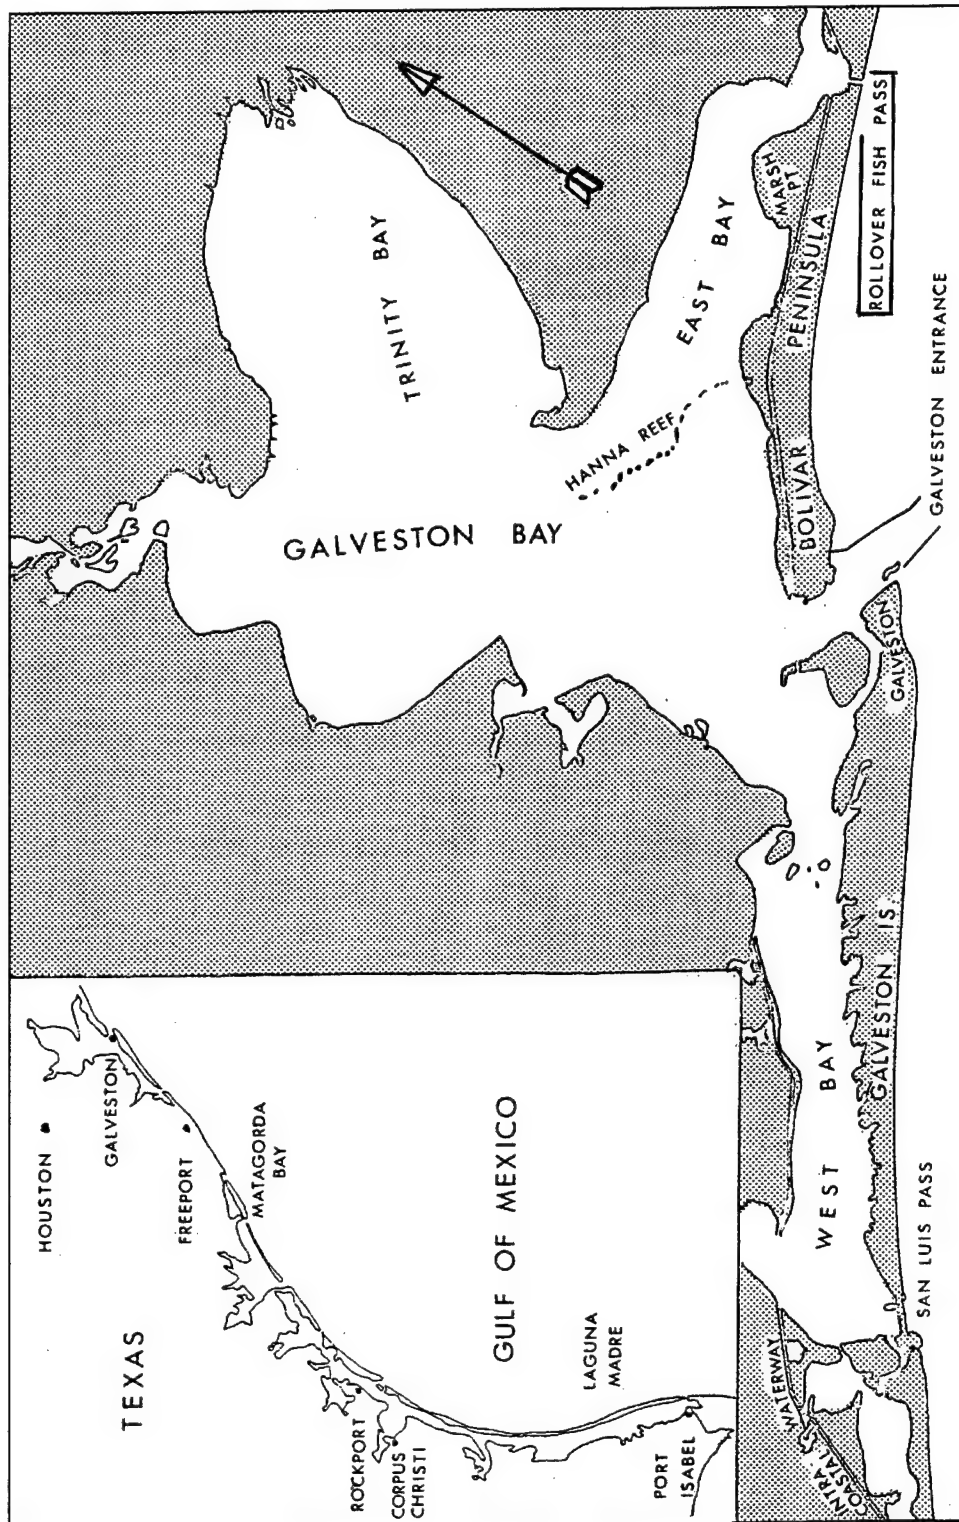 TRINITY BAY
EAST BAY
MARSH
PT.
ROLLOVER FISH PASS
HANNA REEF
BOLIVAR PENINSULA
GALVESTON BAY
GALVESTON ENTRANCE
GALVESTON
GALVESTON IS.
WEST BAY
SAN LUIS PASS
INTRA
COASTAL
WATERWAY
TEXAS
HOUSTON
GALVESTON
FREEPORT
MATAGORDA
BAY
GULF OF MEXICO
ROCKPORT
CORPUS
CHRISTI
LAGUNA
MADRE
PORT
ISABEL